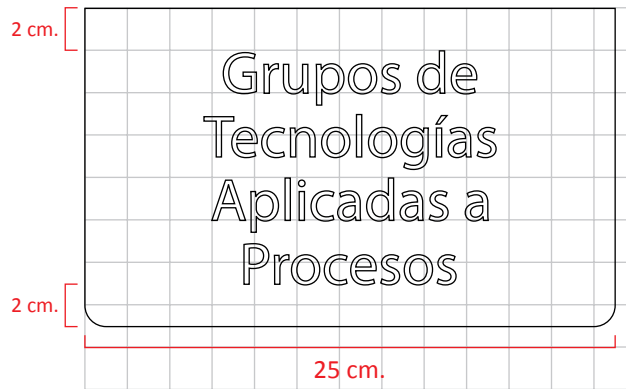 2 cm.
Grupos de
Tecnologías
Aplicadas a
Procesos
2 cm.
25 cm.